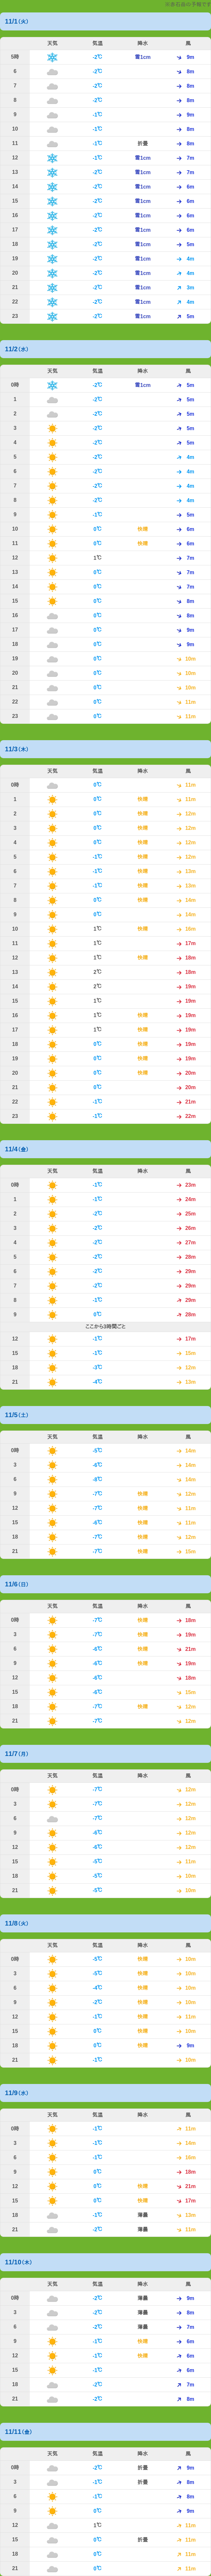 ※表右端の矢羽です
11/1(火)
天気 気温 降水 風
5時 -2℃ 雪1cm 9m
6 -2℃ 8m
7 -2℃ 8m
8 -2℃ 8m
9 -1℃ 8m
10 -1℃ 8m
11 -1℃ 折曇 8m
12 -1℃ 雪1cm 7m
13 -2℃ 雪1cm 7m
14 -2℃ 雪1cm 6m
15 -2℃ 雪1cm 6m
16 -2℃ 雪1cm 6m
17 -2℃ 雪1cm 6m
18 -2℃ 雪1cm 5m
19 -2℃ 雪1cm 4m
20 -2℃ 雪1cm 4m
21 -2℃ 雪1cm 3m
22 -2℃ 雪1cm 4m
23 -2℃ 雪1cm 5m
11/2(水)
天気 気温 降水 風
0時 -2℃ 雪1cm 5m
1 -2℃ 5m
2 -2℃ 5m
3 -2℃ 5m
4 -2℃ 5m
5 -2℃ 4m
6 -2℃ 4m
7 -2℃ 4m
8 -2℃ 4m
9 -1℃ 5m
10 0℃ 快晴 6m
11 0℃ 快晴 6m
12 1℃ 7m
13 0℃ 7m
14 0℃ 7m
15 0℃ 8m
16 0℃ 8m
17 0℃ 9m
18 0℃ 9m
19 0℃ 10m
20 0℃ 10m
21 0℃ 10m
22 0℃ 11m
23 0℃ 11m
11/3(木)
天気 気温 降水 風
0時 0℃ 11m
1 0℃ 快晴 11m
2 0℃ 快晴 12m
3 0℃ 快晴 12m
4 0℃ 快晴 12m
5 -1℃ 快晴 12m
6 -1℃ 快晴 13m
7 -1℃ 快晴 13m
8 0℃ 快晴 14m
9 0℃ 14m
10 1℃ 快晴 16m
11 1℃ 17m
12 1℃ 快晴 18m
13 2℃ 18m
14 2℃ 19m
15 1℃ 19m
16 1℃ 快晴 19m
17 1℃ 快晴 19m
18 0℃ 快晴 19m
19 0℃ 快晴 19m
20 0℃ 快晴 20m
21 0℃ 20m
22 -1℃ 21m
23 -1℃ 22m
11/4(金)
天気 気温 降水 風
0時 -1℃ 23m
1 -1℃ 24m
2 -2℃ 25m
3 -2℃ 26m
4 -2℃ 27m
5 -2℃ 28m
6 -2℃ 29m
7 -2℃ 29m
8 -1℃ 29m
9 0℃ 28m
ここから3時間ごと
12 -1℃ 17m
15 -1℃ 15m
18 -3℃ 12m
21 -4℃ 13m
11/5(土)
天気 気温 降水 風
0時 -5℃ 14m
3 -6℃ 14m
6 -8℃ 14m
9 -7℃ 快晴 12m
12 -7℃ 快晴 11m
15 -6℃ 快晴 11m
18 -7℃ 快晴 12m
21 -7℃ 快晴 15m
11/6(日)
天気 気温 降水 風
0時 -7℃ 快晴 18m
3 -7℃ 快晴 19m
6 -6℃ 快晴 21m
9 -6℃ 快晴 19m
12 -6℃ 18m
15 -6℃ 15m
18 -7℃ 快晴 12m
21 -7℃ 12m
11/7(月)
天気 気温 降水 風
0時 -7℃ 12m
3 -7℃ 12m
6 -7℃ 12m
9 -6℃ 12m
12 -6℃ 12m
15 -5℃ 11m
18 -5℃ 10m
21 -5℃ 10m
11/8(火)
天気 気温 降水 風
0時 -5℃ 快晴 10m
3 -5℃ 快晴 10m
6 -4℃ 快晴 10m
9 -2℃ 快晴 10m
12 -1℃ 快晴 11m
15 0℃ 快晴 10m
18 0℃ 快晴 9m
21 -1℃ 10m
11/9(水)
天気 気温 降水 風
0時 -1℃ 11m
3 -1℃ 14m
6 -1℃ 16m
9 0℃ 18m
12 0℃ 快晴 21m
15 0℃ 快晴 17m
18 -1℃ 薄曇 13m
21 -2℃ 薄曇 11m
11/10(木)
天気 気温 降水 風
0時 -2℃ 薄曇 9m
3 -2℃ 薄曇 8m
6 -2℃ 薄曇 7m
9 -1℃ 快晴 6m
12 -1℃ 快晴 6m
15 -1℃ 6m
18 -2℃ 7m
21 -2℃ 8m
11/11(金)
天気 気温 降水 風
0時 -2℃ 折曇 9m
3 -1℃ 折曇 8m
6 -1℃ 8m
9 0℃ 9m
12 1℃ 11m
15 0℃ 折曇 11m
18 0℃ 11m
21 0℃ 11m